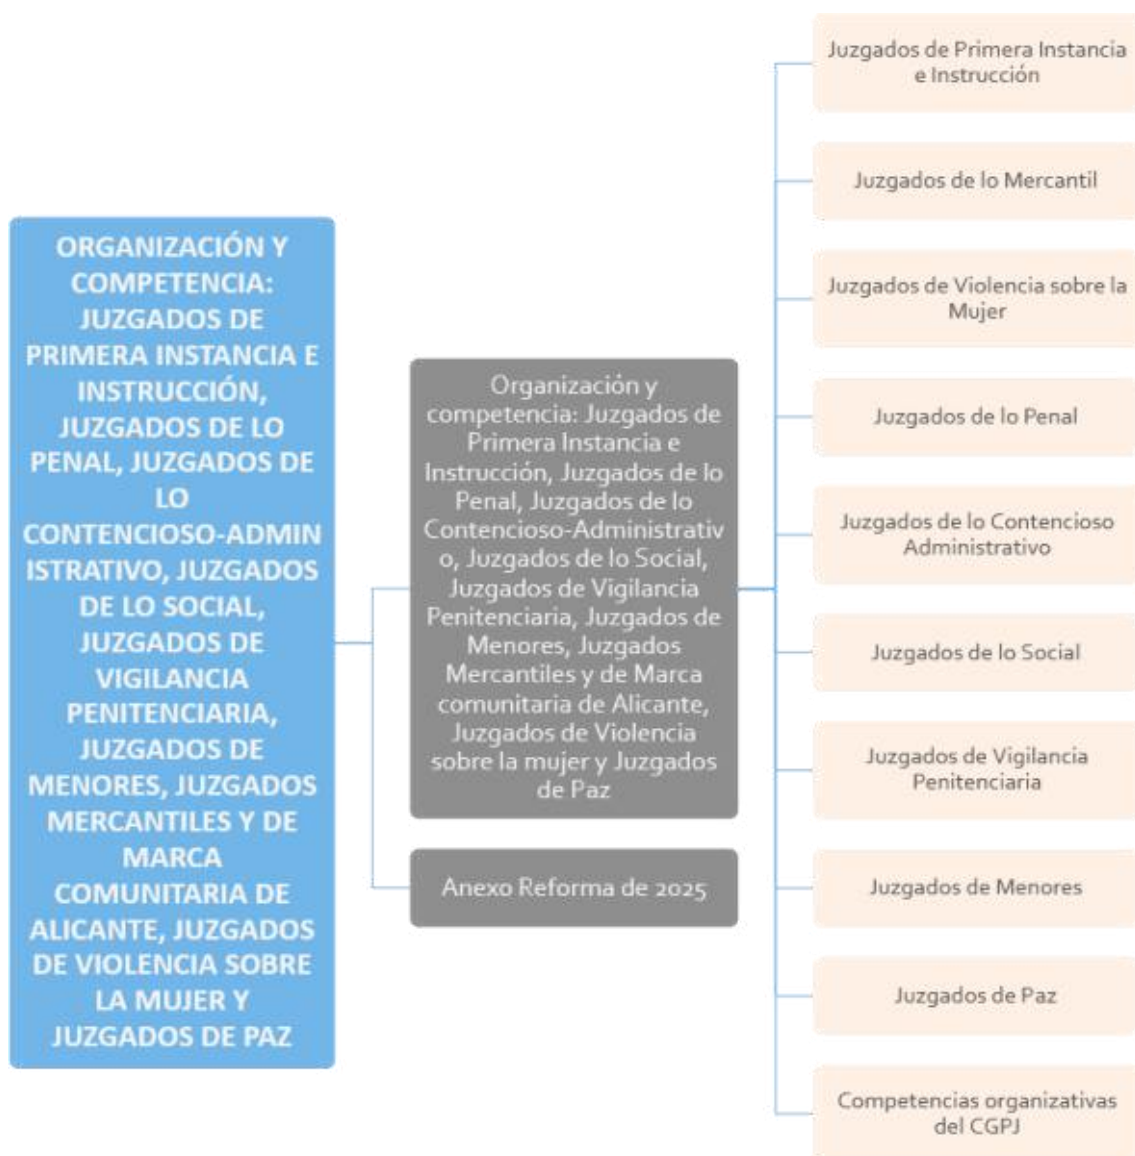 ORGANIZACIÓN Y
COMPETENCIA:
JUZGADOS DE
PRIMERA INSTANCIA E
INSTRUCCIÓN,
JUZGADOS DE LO
PENAL, JUZGADOS DE
LO
CONTENCIOSO-ADMIN
ISTRATIVO, JUZGADOS
DE LO SOCIAL,
JUZGADOS DE
VIGILANCIA
PENITENCIARIA,
JUZGADOS DE
MENORES, JUZGADOS
MERCANTILES Y DE
MARCA
COMUNITARIA DE
ALICANTE, JUZGADOS
DE VIOLENCIA SOBRE
LA MUJER Y
JUZGADOS DE PAZ
Organización y
competencia: Juzgados de
Primera Instancia e
Instrucción, Juzgados de lo
Penal, Juzgados de lo
Contencioso-Administrativ
o, Juzgados de lo Social,
Juzgados de Vigilancia
Penitenciaria, Juzgados de
Menores, Juzgados
Mercantiles y de Marca
comunitaria de Alicante,
Juzgados de Violencia
sobre la mujer y Juzgados
de Paz
Anexo Reforma de 2025
Juzgados de Primera Instancia
e Instrucción
Juzgados de lo Mercantil
Juzgados de Violencia sobre la
Mujer
Juzgados de lo Penal
Juzgados de lo Contencioso
Administrativo
Juzgados de lo Social
Juzgados de Vigilancia
Penitenciaria
Juzgados de Menores
Juzgados de Paz
Competencias organizativas
del CGPJ